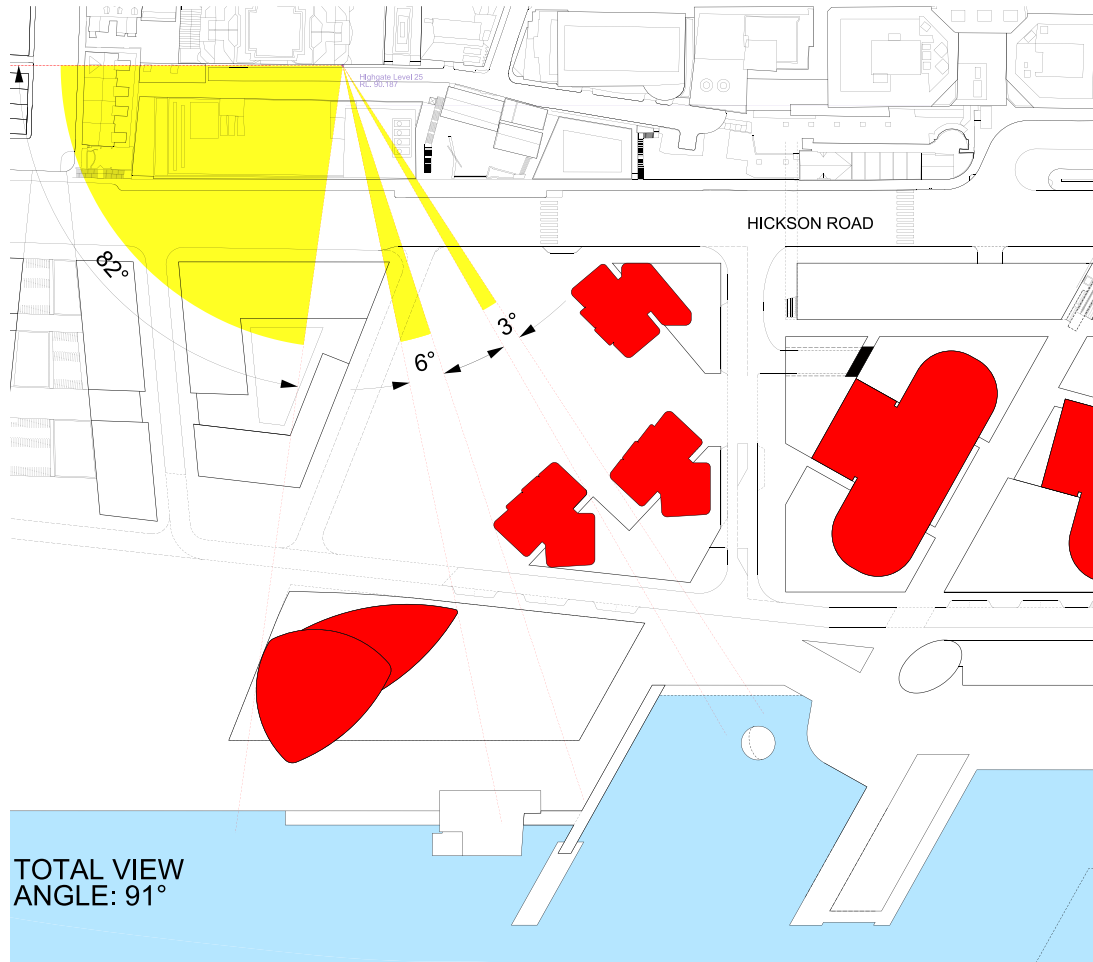 Highgate Level 25
RL. 90.187
HICKSON ROAD
82°
3°
6°
TOTAL VIEW
ANGLE: 91°